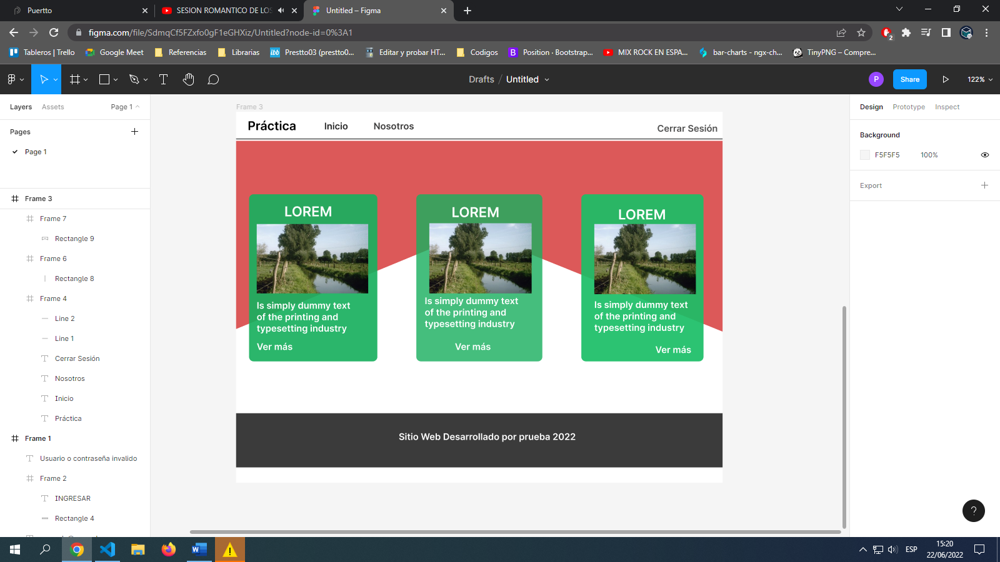 Puertto
SESION ROMANTICO DE LOS
Untitled – Figma
figma.com/file/SdmqCf5FZxfo0gF1eGHXiz/Untitled?node-id=0%3A1
2
Tableros | Trello
Google Meet
Referencias
Librarias
ibb
Prestto03 (prestto0...
Editar y probar HT...
Codigos
B
Position · Bootstrap...
MIX ROCK EN ESPA...
bar-charts - ngx-ch...
TinyPNG – Compre...
Drafts / Untitled
P
Share
122%
Layers
Assets
Page 1
Pages
Page 1
Frame 3
Frame 7
Rectangle 9
Frame 6
Rectangle 8
Frame 4
Line 2
Line 1
Cerrar Sesión
Nosotros
Inicio
Práctica
Frame 1
Usuario o contraseña invalido
Frame 2
INGRESAR
Rectangle 4
Frame 3
Práctica
Inicio
Nosotros
Cerrar Sesión
LOREM
Is simply dummy text
of the printing and
typesetting industry
Ver más
LOREM
Is simply dummy text
of the printing and
typesetting industry
Ver más
LOREM
Is simply dummy text
of the printing and
typesetting industry
Ver más
Sitio Web Desarrollado por prueba 2022
Design
Prototype
Inspect
Background
F5F5F5
100%
Export
?
ESP
15:20
22/06/2022